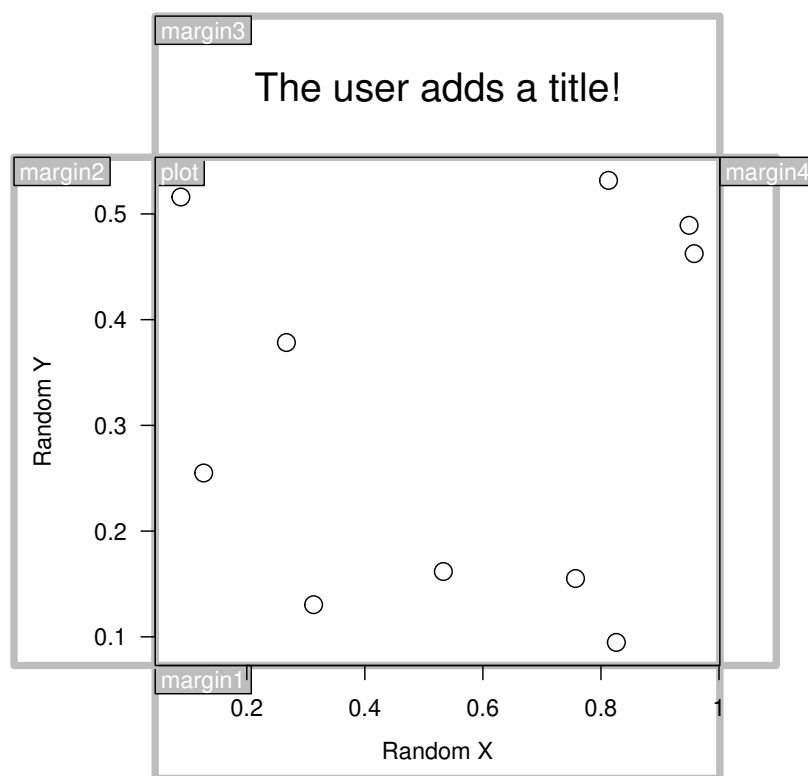 margin3
The user adds a title!
margin2
plot
margin4
0.5
0.4
0.3
0.2
0.1
Random Y
margin1
0.2
0.4
0.6
0.8
1
Random X